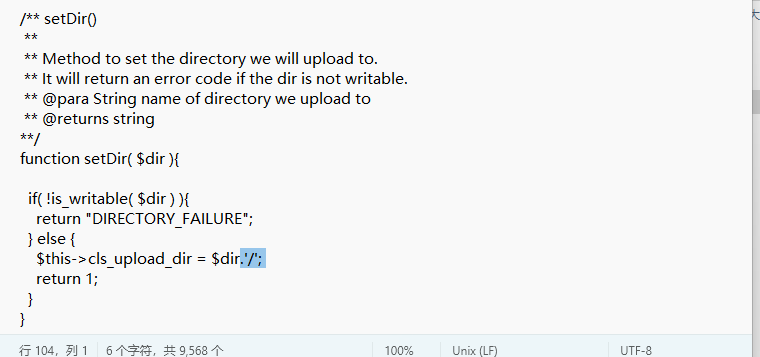 /** setDir()
**
** Method to set the directory we will upload to.
** It will return an error code if the dir is not writable.
** @para String name of directory we upload to
** @returns string
**/
function setDir( $dir ){
if( !is_writable( $dir ) ){
return "DIRECTORY_FAILURE";
} else {
$this->cls_upload_dir = $dir.'/';
return 1;
}
}
行 104，列 1 6 个字符，共 9,568 个 100% Unix (LF) UTF-8